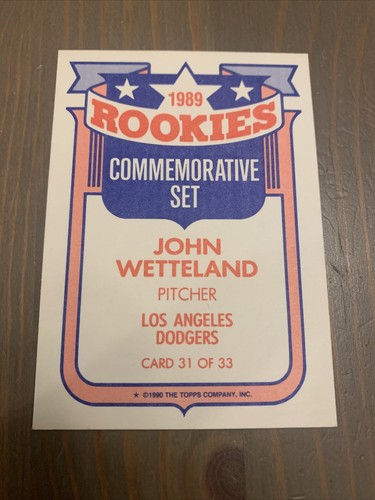 1989
ROOKIES
COMMEMORATIVE
SET
JOHN
WETTELAND
PITCHER
LOS ANGELES
DODGERS
CARD 31 OF 33
* ©1990 THE TOPPS COMPANY, INC.